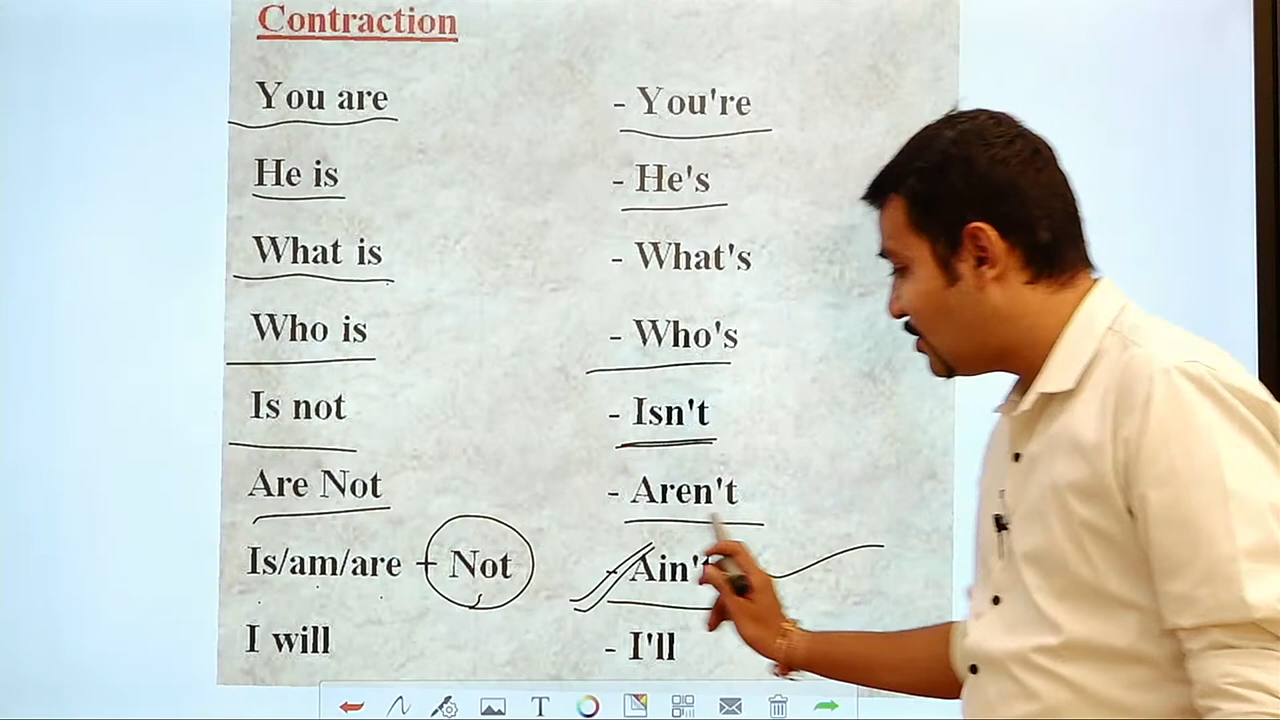 Contraction
You are - You're
He is - He's
What is - What's
Who is - Who's
Is not - Isn't
Are Not - Aren't
Is/am/are + Not - Ain't
I will - I'll
T